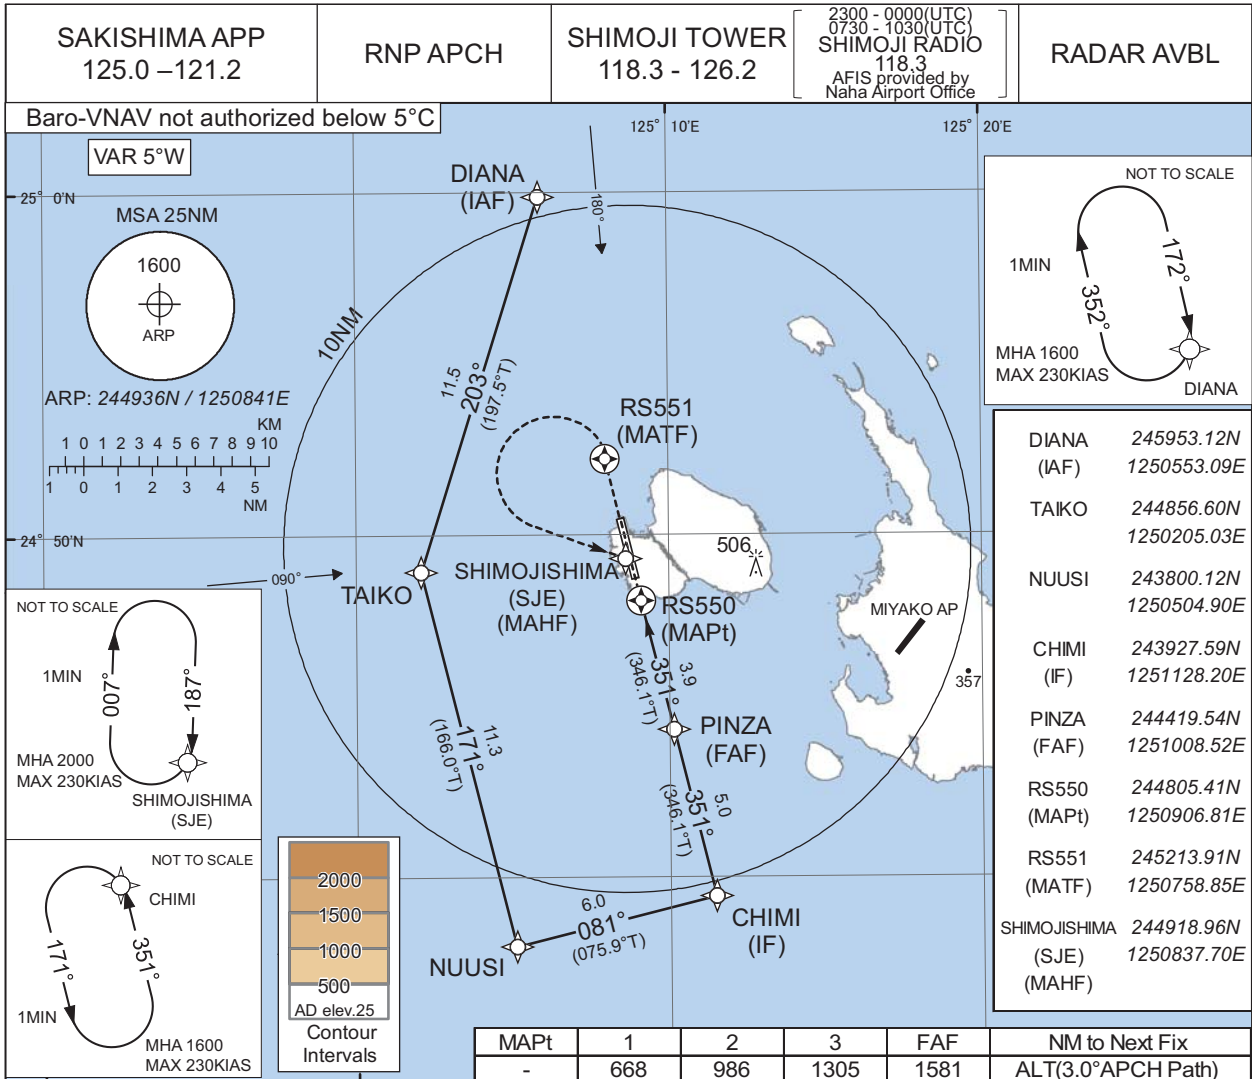 SAKISHIMA APP
125.0 –121.2
RNP APCH
SHIMOJI TOWER
118.3 - 126.2
2300 - 0000(UTC)
0730 - 1030(UTC)
SHIMOJI RADIO
118.3
AFIS provided by
Naha Airport Office
RADAR AVBL
Baro-VNAV not authorized below 5°C
VAR 5°W
125° 10'E
125° 20'E
25° 0'N
24° 50'N
MSA 25NM
1600
ARP
ARP: 244936N / 1250841E
KM
1 0 1 2 3 4 5 6 7 8 9 10
1 0 1 2 3 4 5
NM
DIANA
(IAF)
180°
10NM
11.5
203°
(197.5°T)
RS551
(MATF)
090°
TAIKO
SHIMOJISHIMA
(SJE)
(MAHF)
RS550
(MAPt)
506
MIYAKO AP
357
3.9
351°
(346.1°T)
PINZA
(FAF)
5.0
351°
(346.1°T)
11.3
171°
(166.0°T)
6.0
081°
(075.9°T)
NUUSI
CHIMI
(IF)
NOT TO SCALE
1MIN
172°
352°
MHA 1600
MAX 230KIAS
DIANA
DIANA 245953.12N
(IAF) 1250553.09E
TAIKO 244856.60N
1250205.03E
NUUSI 243800.12N
1250504.90E
CHIMI 243927.59N
(IF) 1251128.20E
PINZA 244419.54N
(FAF) 1251008.52E
RS550 244805.41N
(MAPt) 1250906.81E
RS551 245213.91N
(MATF) 1250758.85E
SHIMOJISHIMA 244918.96N
(SJE) 1250837.70E
(MAHF)
NOT TO SCALE
1MIN
007°
187°
MHA 2000
MAX 230KIAS
SHIMOJISHIMA
(SJE)
NOT TO SCALE
CHIMI
171°
351°
1MIN
MHA 1600
MAX 230KIAS
2000
1500
1000
500
AD elev.25
Contour
Intervals
MAPt 1 2 3 FAF NM to Next Fix
- 668 986 1305 1581 ALT(3.0°APCH Path)